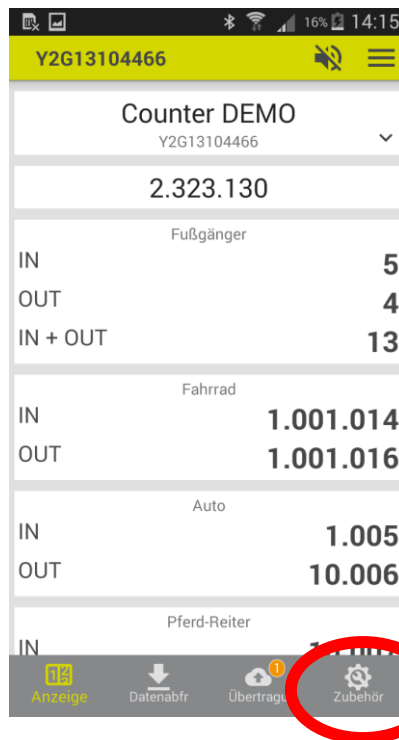 16% 14:15
Y2G13104466
Counter DEMO
Y2G13104466
2.323.130
Fußgänger
IN 5
OUT 4
IN + OUT 13
Fahrrad
IN 1.001.014
OUT 1.001.016
Auto
IN 1.005
OUT 10.006
Pferd-Reiter
IN
1
Anzeige Datenabfr Übertragu Zubehör